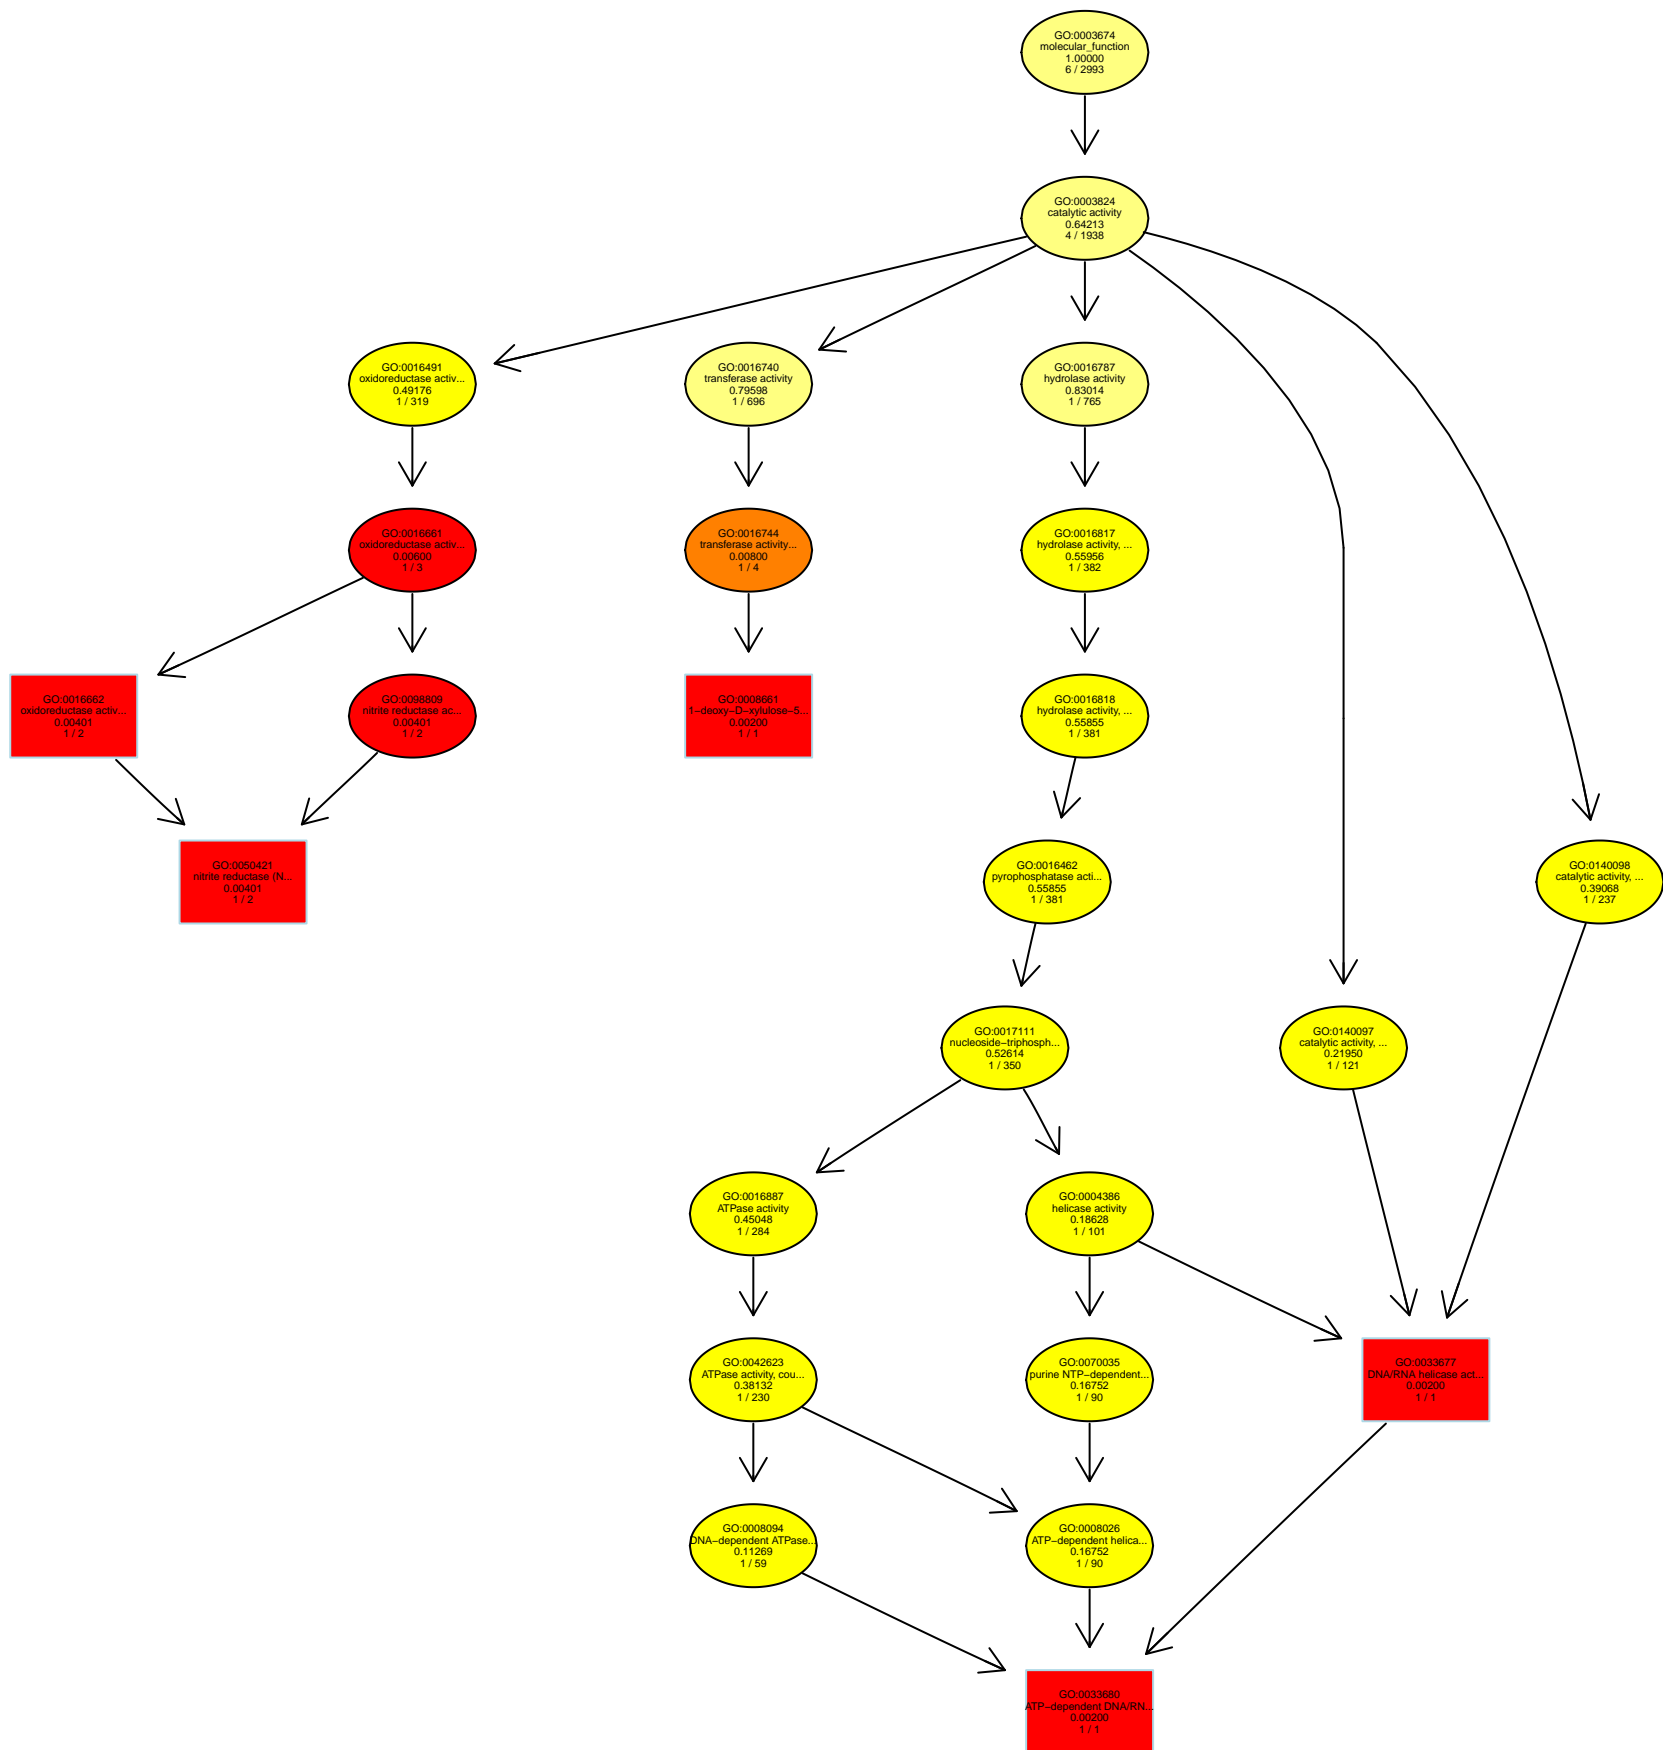 GO:0003674
molecular_function
1.00000
6 / 2993
GO:0003824
catalytic activity
0.64213
4 / 1938
GO:0016491
oxidoreductase activ...
0.49176
1 / 319
GO:0016740
transferase activity
0.79598
1 / 696
GO:0016787
hydrolase activity
0.83014
1 / 765
GO:0016661
oxidoreductase activ...
0.00600
1 / 3
GO:0016744
transferase activity...
0.00800
1 / 4
GO:0016817
hydrolase activity, ...
0.55956
1 / 382
GO:0016662
oxidoreductase activ...
0.00401
1 / 2
GO:0098809
nitrite reductase ac...
0.00401
1 / 2
GO:0008661
1−deoxy−D−xylulose−5...
0.00200
1 / 1
GO:0016818
hydrolase activity, ...
0.55855
1 / 381
GO:0050421
nitrite reductase (N...
0.00401
1 / 2
GO:0016462
pyrophosphatase acti...
0.55855
1 / 381
GO:0140098
catalytic activity, ...
0.39068
1 / 237
GO:0017111
nucleoside−triphosph...
0.52614
1 / 350
GO:0140097
catalytic activity, ...
0.21950
1 / 121
GO:0016887
ATPase activity
0.45048
1 / 284
GO:0004386
helicase activity
0.18628
1 / 101
GO:0042623
ATPase activity, cou...
0.38132
1 / 230
GO:0070035
purine NTP−dependent...
0.16752
1 / 90
GO:0033677
DNA/RNA helicase act...
0.00200
1 / 1
GO:0008094
DNA−dependent ATPase...
0.11269
1 / 59
GO:0008026
ATP−dependent helica...
0.16752
1 / 90
GO:0033680
ATP−dependent DNA/RN...
0.00200
1 / 1